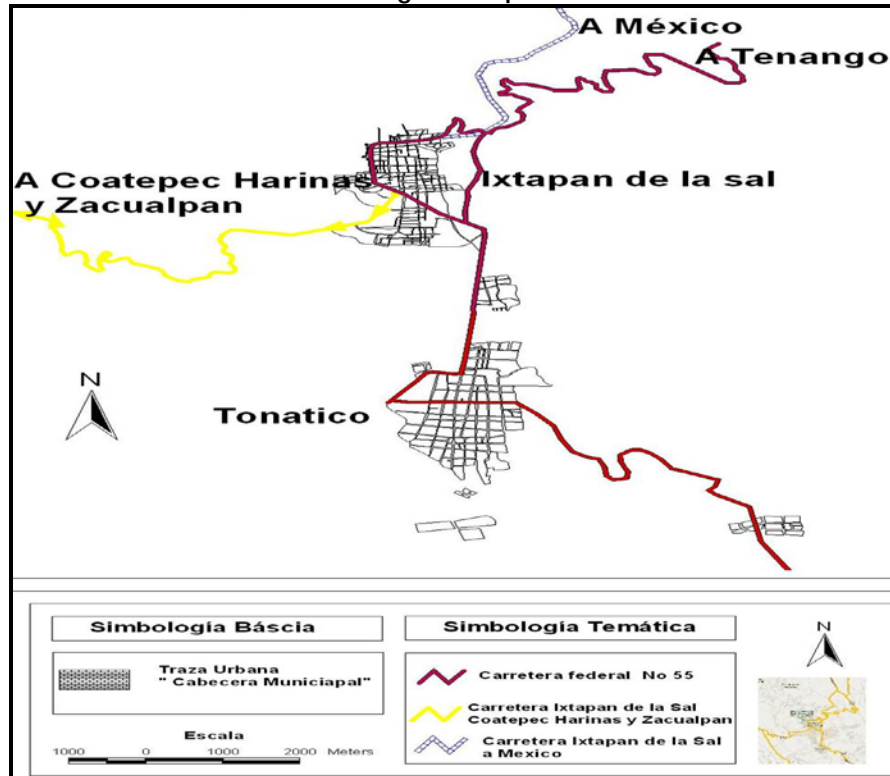 A México
A Tenango
A Coatepec Harinas
y Zacualpan
Ixtapan de la sal
N
Tonatico
Simbología Báscia
Traza Urbana
" Cabecera Municiapal"
Escala
1000 0 1000 2000 Meters
Simbología Temática
Carretera federal No 55
Carretera Ixtapan de la Sal
Coatepec Harinas y Zacualpan
Carretera Ixtapan de la Sal
a Mexico
N